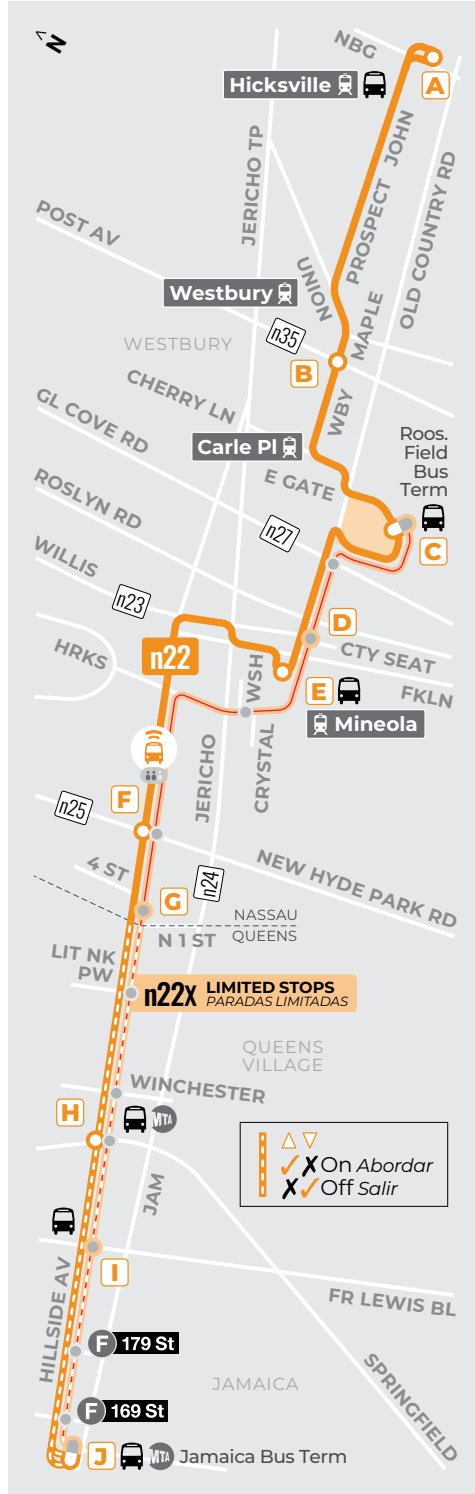 N
NBG
A
Hicksville
JERICHO TP
JOHN
PROSPECT
OLD COUNTRY RD
POST AV
UNION
Westbury
n35
MAPLE
WESTBURY
B
CHERRY LN
WBY
GL COVE RD
Carle Pl
Roos.
Field
Bus
Term
E GATE
ROSLYN RD
n27
C
WILLIS
n23
D
HRKS
n22
WSH
CTY SEAT
E
FKLN
Mineola
CRYSTAL
JERICHO
F
n25
4 ST
n24
NEW HYDE PARK RD
G
NASSAU
N 1 ST
QUEENS
LIT NK
PW
n22X LIMITED STOPS
PARADAS LIMITADAS
QUEENS
VILLAGE
WINCHESTER
H
MTA
On Abordar
Off Salir
JAM
I
HILLSIDE AV
FR LEWIS BL
F 179 St
SPRINGFIELD
JAMAICA
F 169 St
J MTA Jamaica Bus Term